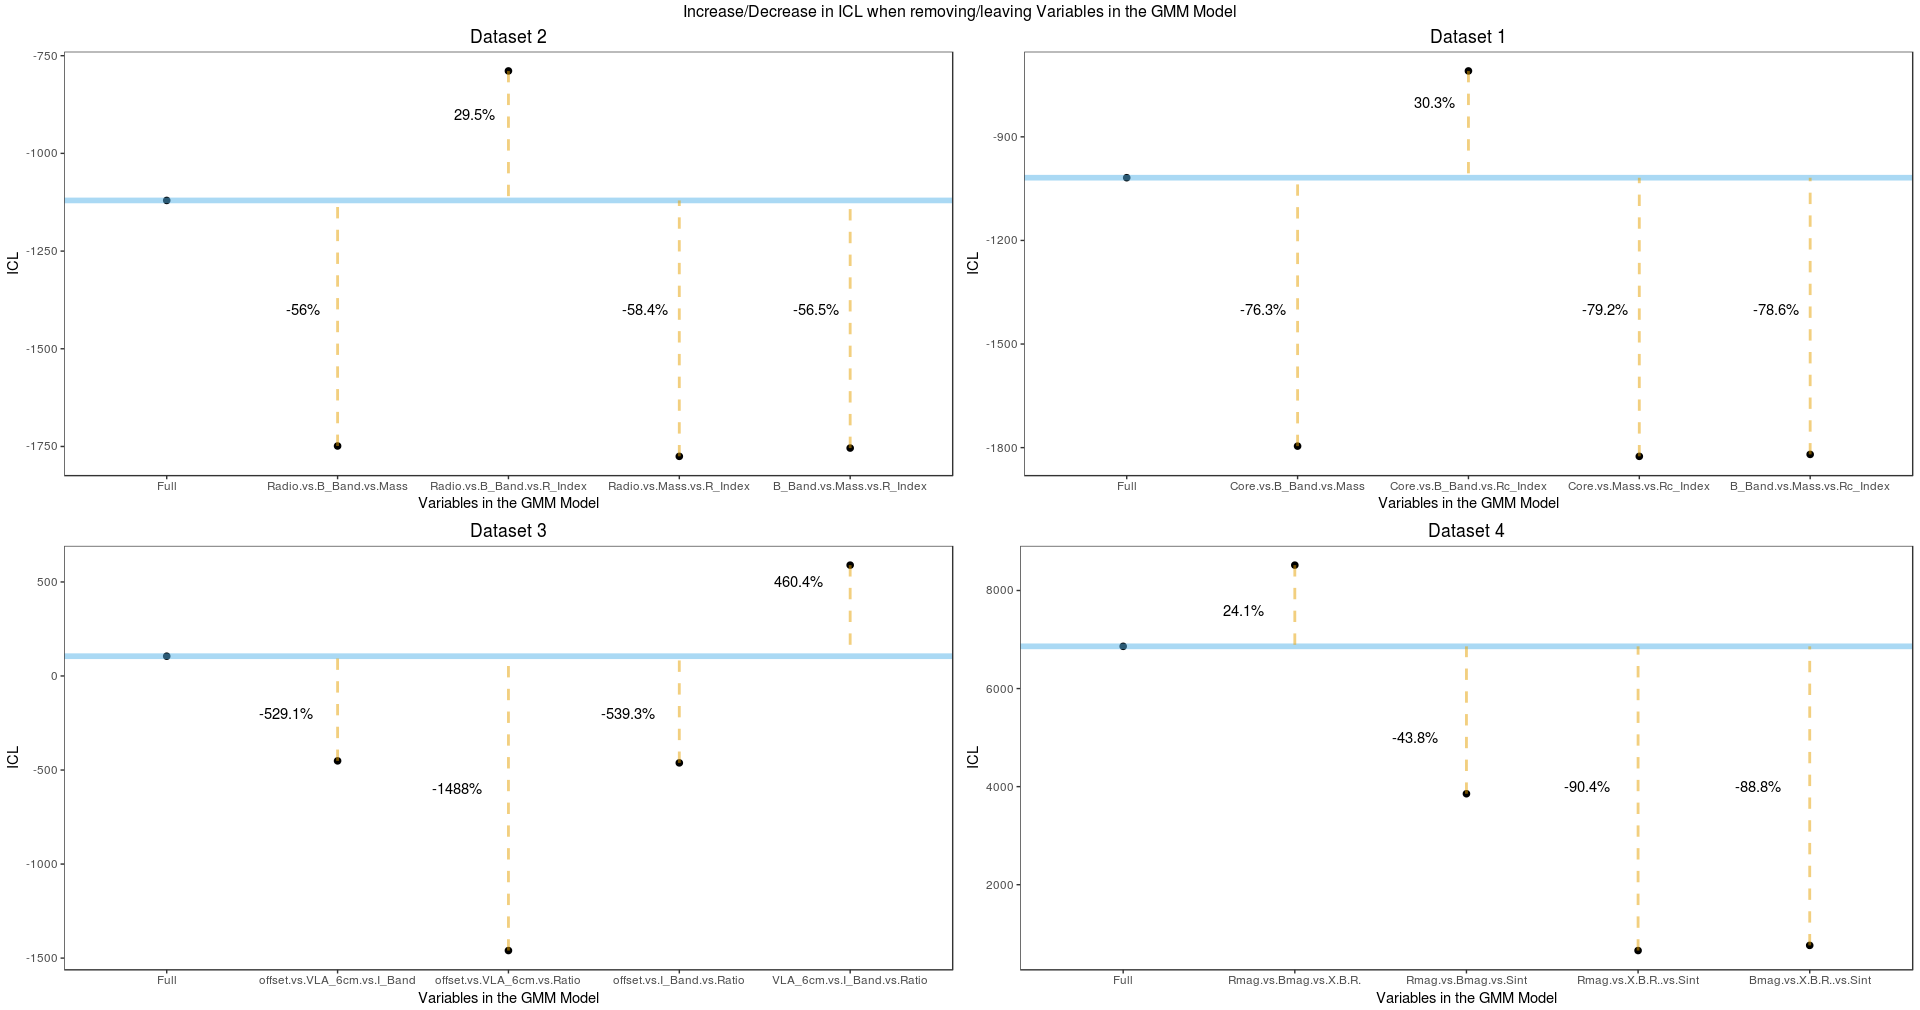 Increase/Decrease in ICL when removing/leaving Variables in the GMM Model
Dataset 2
ICL
-750
-1000
-1250
-1500
-1750
29.5%
-56%
-58.4%
-56.5%
Full
Radio.vs.B_Band.vs.Mass
Radio.vs.B_Band.vs.R_Index
Radio.vs.Mass.vs.R_Index
B_Band.vs.Mass.vs.R_Index
Variables in the GMM Model
Dataset 1
ICL
-900
-1200
-1500
-1800
30.3%
-76.3%
-79.2%
-78.6%
Full
Core.vs.B_Band.vs.Mass
Core.vs.B_Band.vs.Rc_Index
Core.vs.Mass.vs.Rc_Index
B_Band.vs.Mass.vs.Rc_Index
Variables in the GMM Model
Dataset 3
ICL
500
0
-500
-1000
-1500
460.4%
-529.1%
-539.3%
-1488%
Full
offset.vs.VLA_6cm.vs.I_Band
offset.vs.VLA_6cm.vs.Ratio
offset.vs.I_Band.vs.Ratio
VLA_6cm.vs.I_Band.vs.Ratio
Variables in the GMM Model
Dataset 4
ICL
8000
6000
4000
2000
24.1%
-43.8%
-90.4%
-88.8%
Full
Rmag.vs.Bmag.vs.X.B.R.
Rmag.vs.Bmag.vs.Sint
Rmag.vs.X.B.R..vs.Sint
Bmag.vs.X.B.R..vs.Sint
Variables in the GMM Model